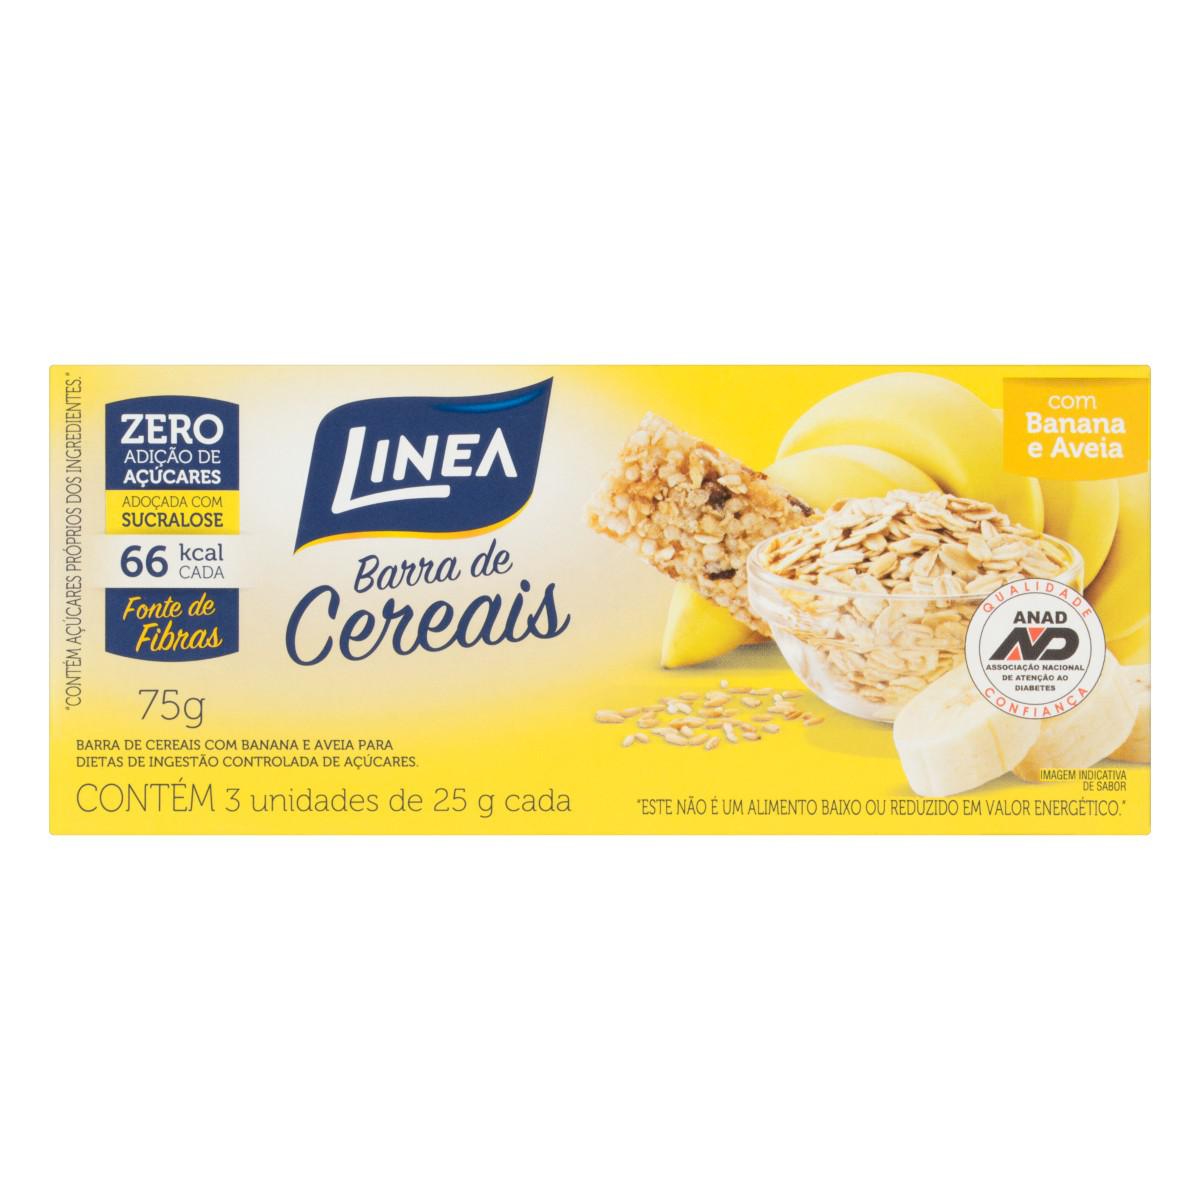 "CONTÉM AÇÚCARES PRÓPRIOS DOS INGREDIENTES."
ZERO
ADIÇÃO DE
AÇÚCARES
ADOÇADA COM
SUCRALOSE
66 kcal
CADA
Fonte de
Fibras
75g
LINEA
Barra de
Cereais
com
Banana
e Aveia
QUALIDADE
ANAD
ASSOCIAÇÃO NACIONAL
DE ATENÇÃO AO
DIABETES
CONFIANÇA
BARRA DE CEREAIS COM BANANA E AVEIA PARA
DIETAS DE INGESTÃO CONTROLADA DE AÇÚCARES.
CONTÉM 3 unidades de 25 g cada
IMAGEM INDICATIVA
DE SABOR
"ESTE NÃO É UM ALIMENTO BAIXO OU REDUZIDO EM VALOR ENERGÉTICO."